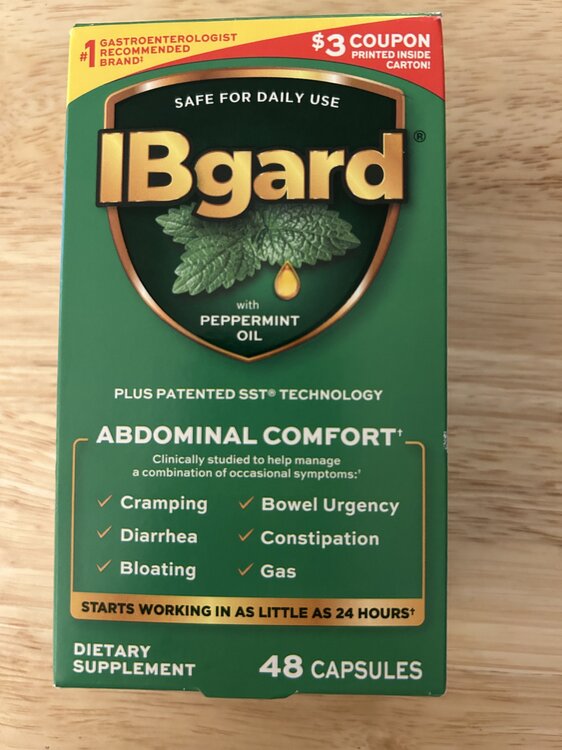 #1 GASTROENTEROLOGIST
RECOMMENDED
BRAND‡
$3 COUPON
PRINTED INSIDE
CARTON!
SAFE FOR DAILY USE
IBgard®
with
PEPPERMINT
OIL
PLUS PATENTED SST® TECHNOLOGY
ABDOMINAL COMFORT†
Clinically studied to help manage
a combination of occasional symptoms:†
✓ Cramping ✓ Bowel Urgency
✓ Diarrhea ✓ Constipation
✓ Bloating ✓ Gas
STARTS WORKING IN AS LITTLE AS 24 HOURS†
DIETARY
SUPPLEMENT
48 CAPSULES